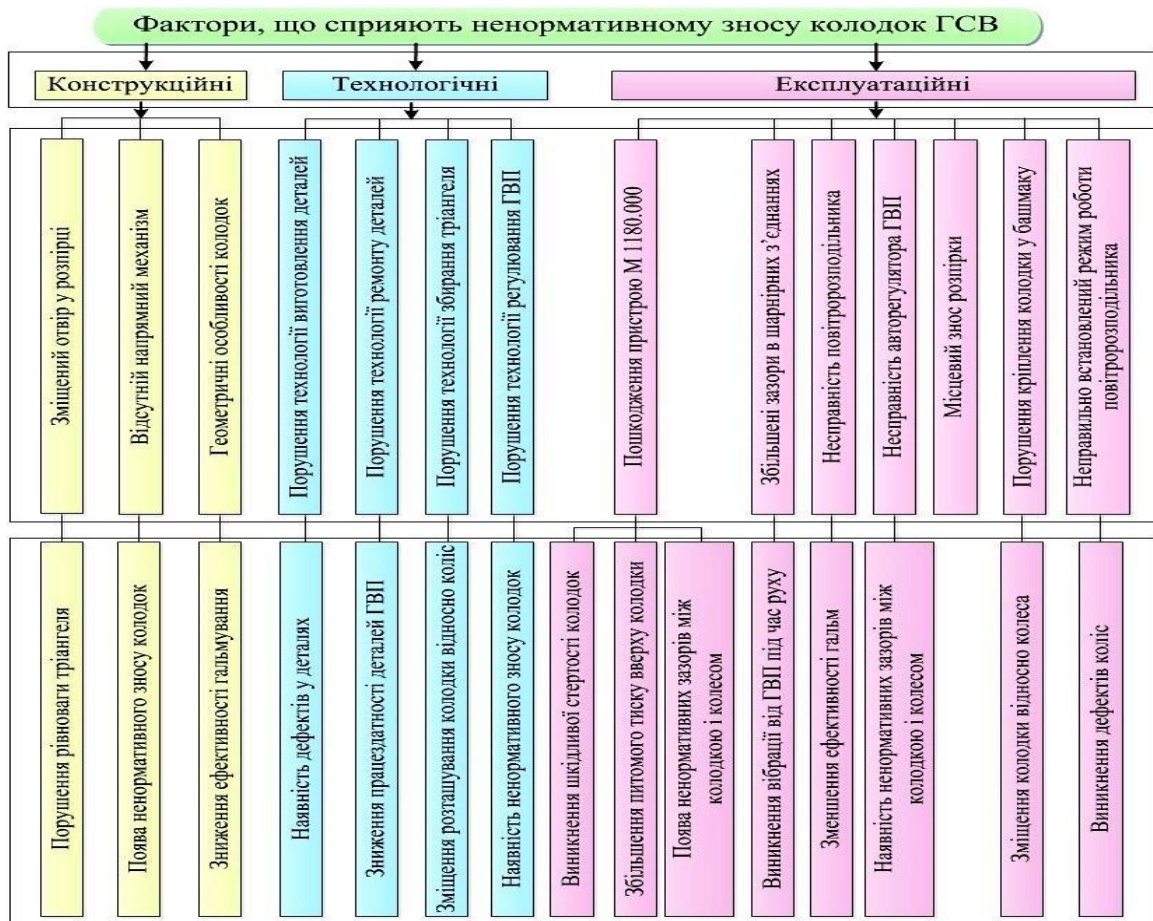 Фактори, що сприяють ненормативному зносу колодок ГСВ
Конструкційні
Технологічні
Експлуатаційні
Зміщений отвір у розпірці
Відсутній напрямний механізм
Геометричні особливості колодок
Порушення технології виготовлення деталей
Порушення технології ремонту деталей
Порушення технології збирання тріангеля
Порушення технології регулювання ГВП
Пошкодження пристрою М 1180.000
Збільшені зазори в шарнірних з’єднаннях
Несправність повітророзподільника
Несправність авторегулятора ГВП
Місцевий знос розпірки
Порушення кріплення колодки у башмаку
Неправильно встановлений режим роботи
повітророзподільника
Порушення рівноваги тріангеля
Поява ненормативного зносу колодок
Зниження ефективності гальмування
Наявність дефектів у деталях
Зниження працездатності деталей ГВП
Зміщення розташування колодки відносно коліс
Наявність ненормативного зносу колодок
Виникнення шкідливої стертості колодок
Збільшення питомого тиску вверху колодки
Поява ненормативних зазорів між
колодкою і колесом
Виникнення вібрації від ГВП під час руху
Зменшення ефективності гальм
Наявність ненормативних зазорів між
колодкою і колесом
Зміщення колодки відносно колеса
Виникнення дефектів коліс